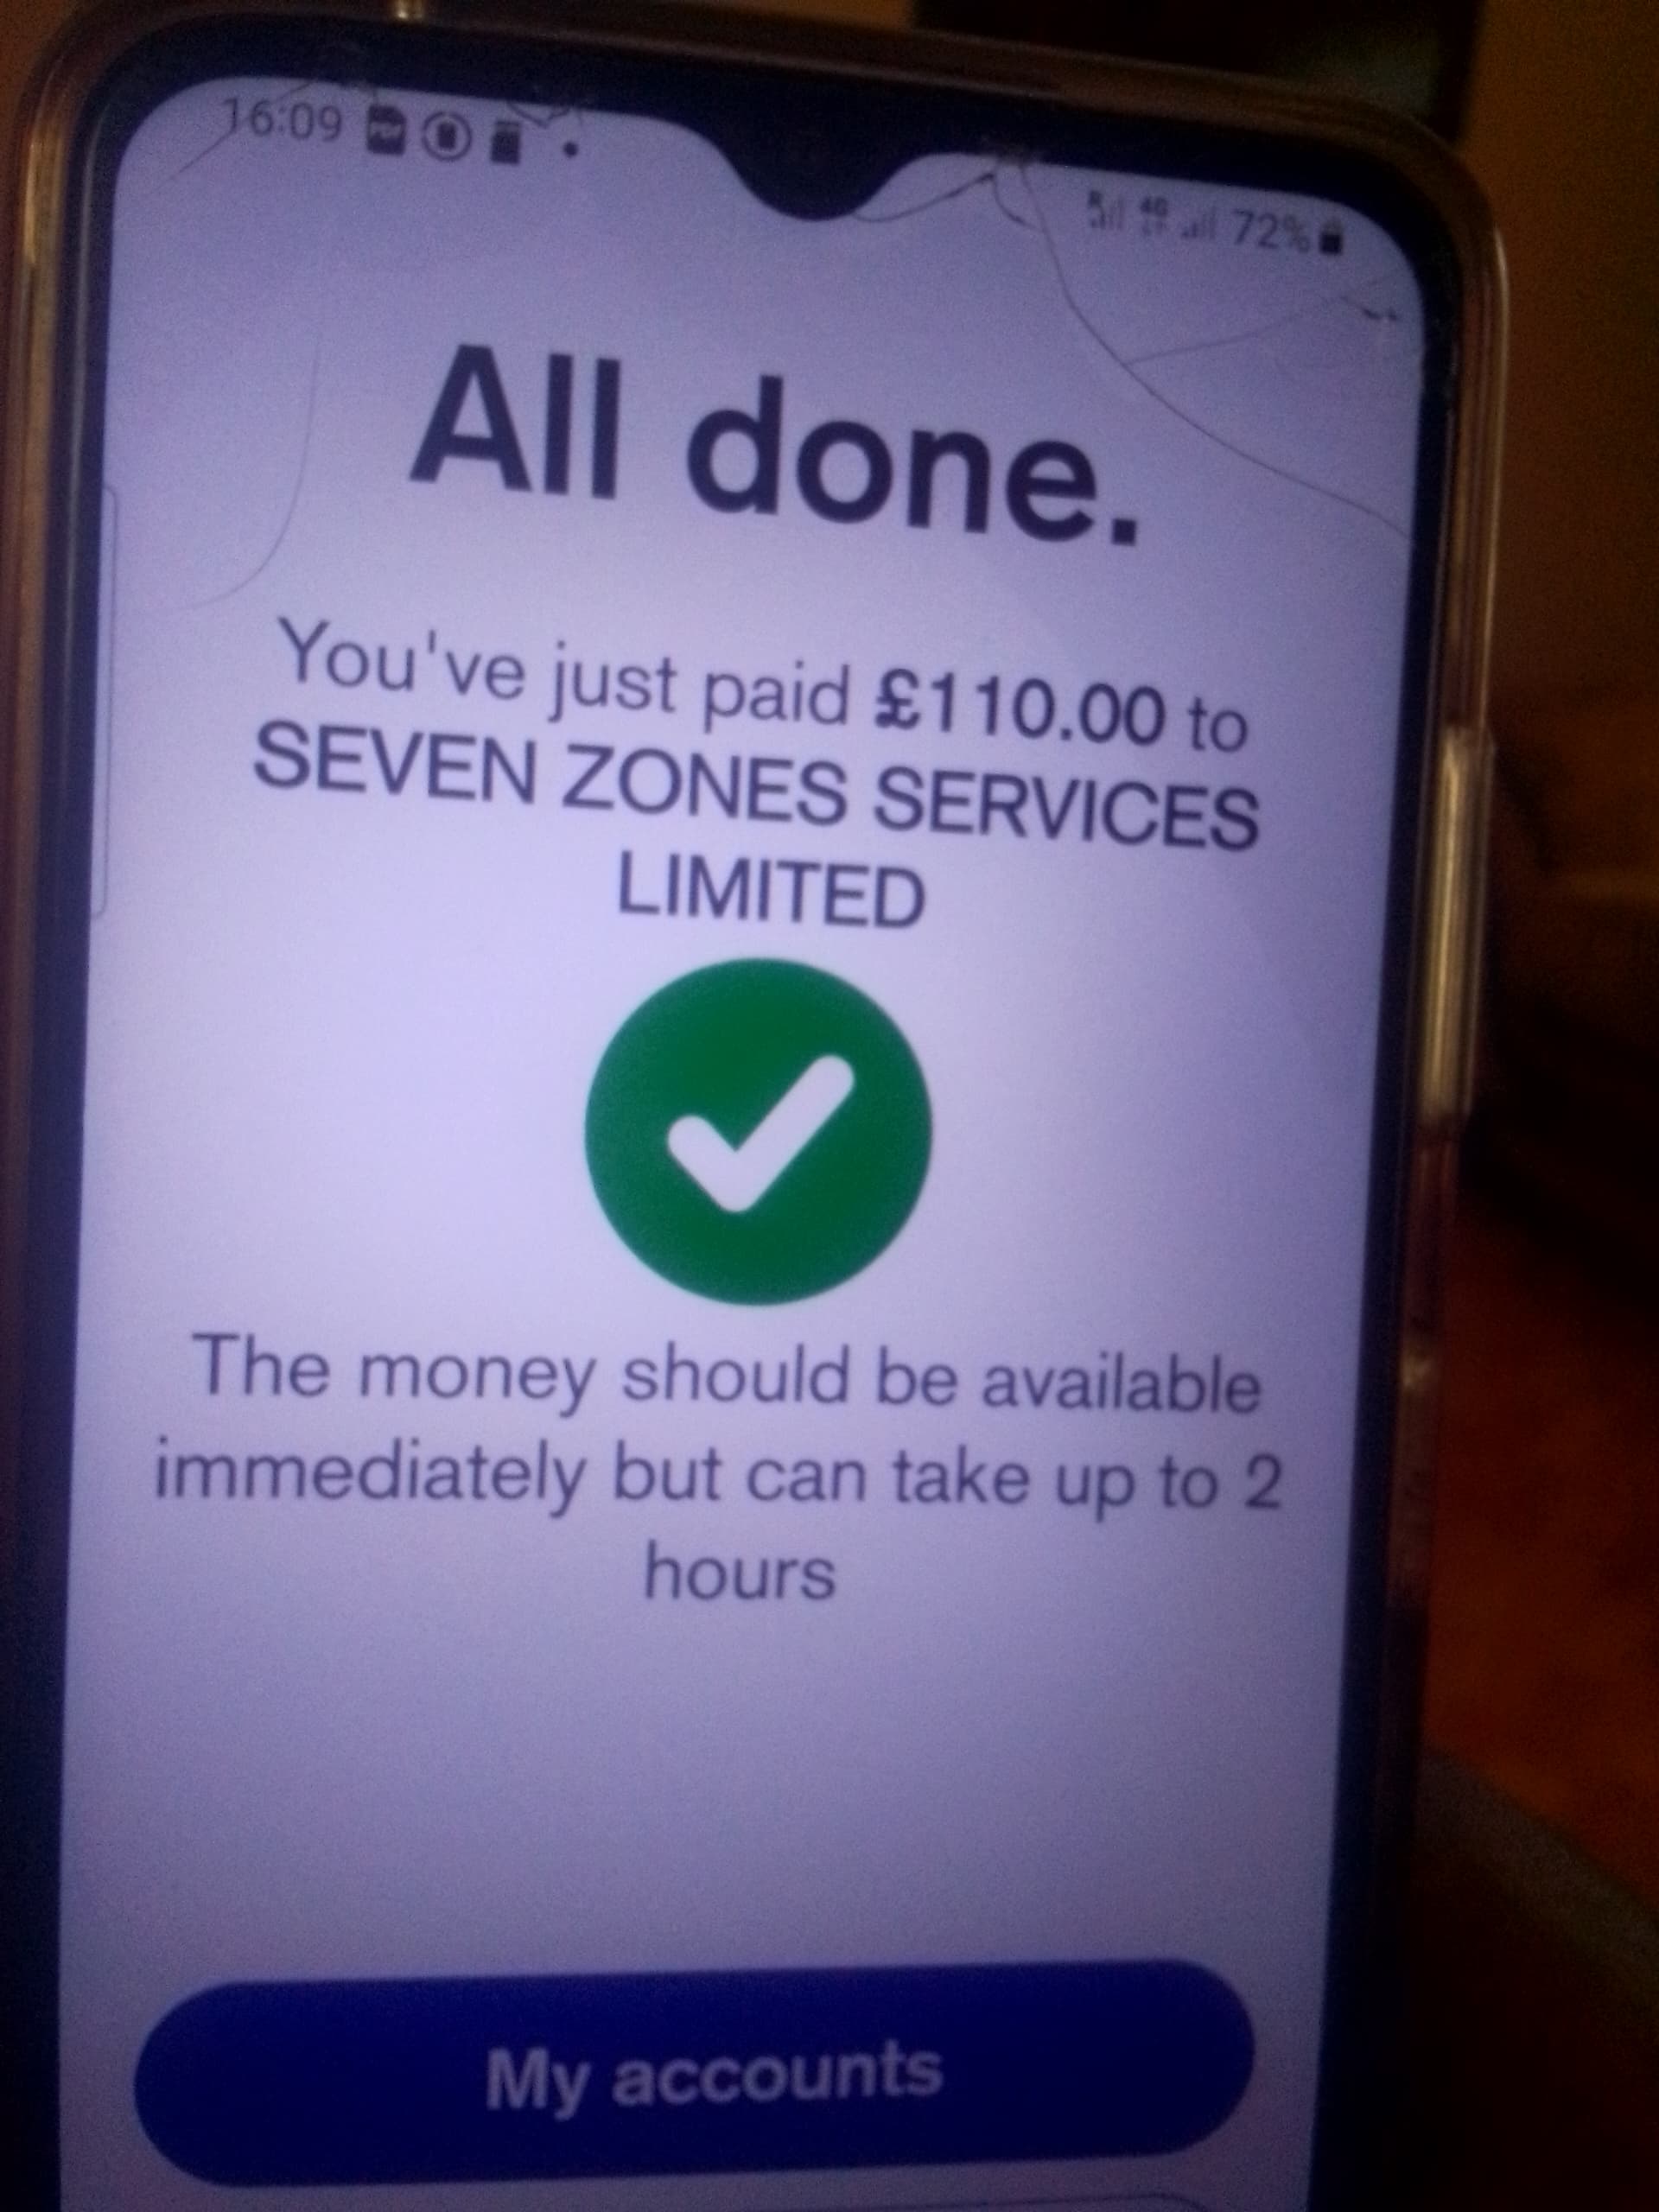 16:09
4G 72%
All done.
You've just paid £110.00 to
SEVEN ZONES SERVICES
LIMITED
The money should be available
immediately but can take up to 2
hours
My accounts